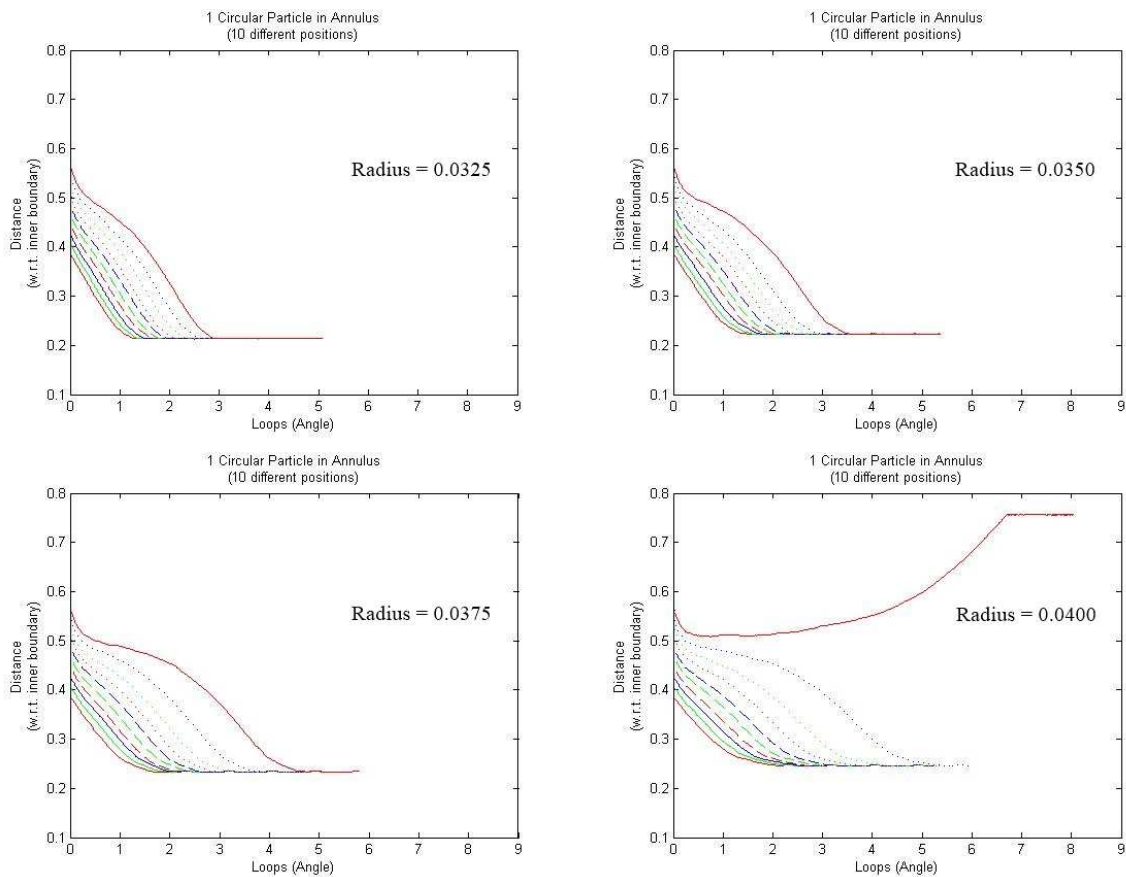 1 Circular Particle in Annulus
(10 different positions)
0.8
0.7
0.6
0.5
0.4
0.3
0.2
0.1
Distance
(w.r.t. inner boundary)
Radius = 0.0325
0 1 2 3 4 5 6 7 8 9
Loops (Angle)
1 Circular Particle in Annulus
(10 different positions)
0.8
0.7
0.6
0.5
0.4
0.3
0.2
0.1
Distance
(w.r.t. inner boundary)
Radius = 0.0350
0 1 2 3 4 5 6 7 8 9
Loops (Angle)
1 Circular Particle in Annulus
(10 different positions)
0.8
0.7
0.6
0.5
0.4
0.3
0.2
0.1
Distance
(w.r.t. inner boundary)
Radius = 0.0375
0 1 2 3 4 5 6 7 8 9
Loops (Angle)
1 Circular Particle in Annulus
(10 different positions)
0.8
0.7
0.6
0.5
0.4
0.3
0.2
0.1
Distance
(w.r.t. inner boundary)
Radius = 0.0400
0 1 2 3 4 5 6 7 8 9
Loops (Angle)